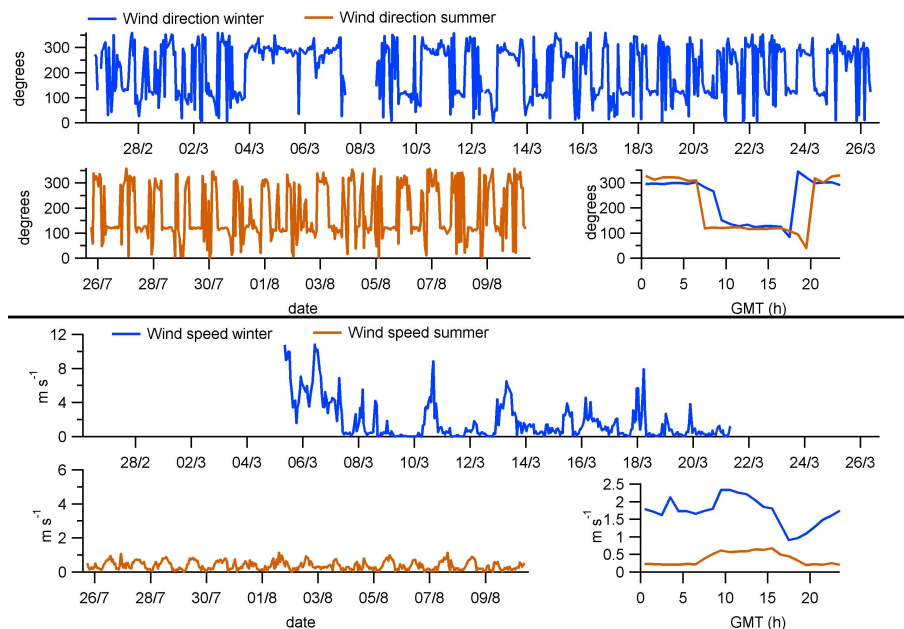 Wind direction winter Wind direction summer
degrees
300
200
100
0
28/2 02/3 04/3 06/3 08/3 10/3 12/3 14/3 16/3 18/3 20/3 22/3 24/3 26/3
degrees
300
200
100
0
26/7 28/7 30/7 01/8 03/8 05/8 07/8 09/8
date
degrees
300
200
100
0
0 5 10 15 20
GMT (h)
Wind speed winter Wind speed summer
m s⁻¹
12
8
4
0
28/2 02/3 04/3 06/3 08/3 10/3 12/3 14/3 16/3 18/3 20/3 22/3 24/3 26/3
m s⁻¹
6
4
2
0
26/7 28/7 30/7 01/8 03/8 05/8 07/8 09/8
date
m s⁻¹
2.5
2
1.5
1
0.5
0
0 5 10 15 20
GMT (h)